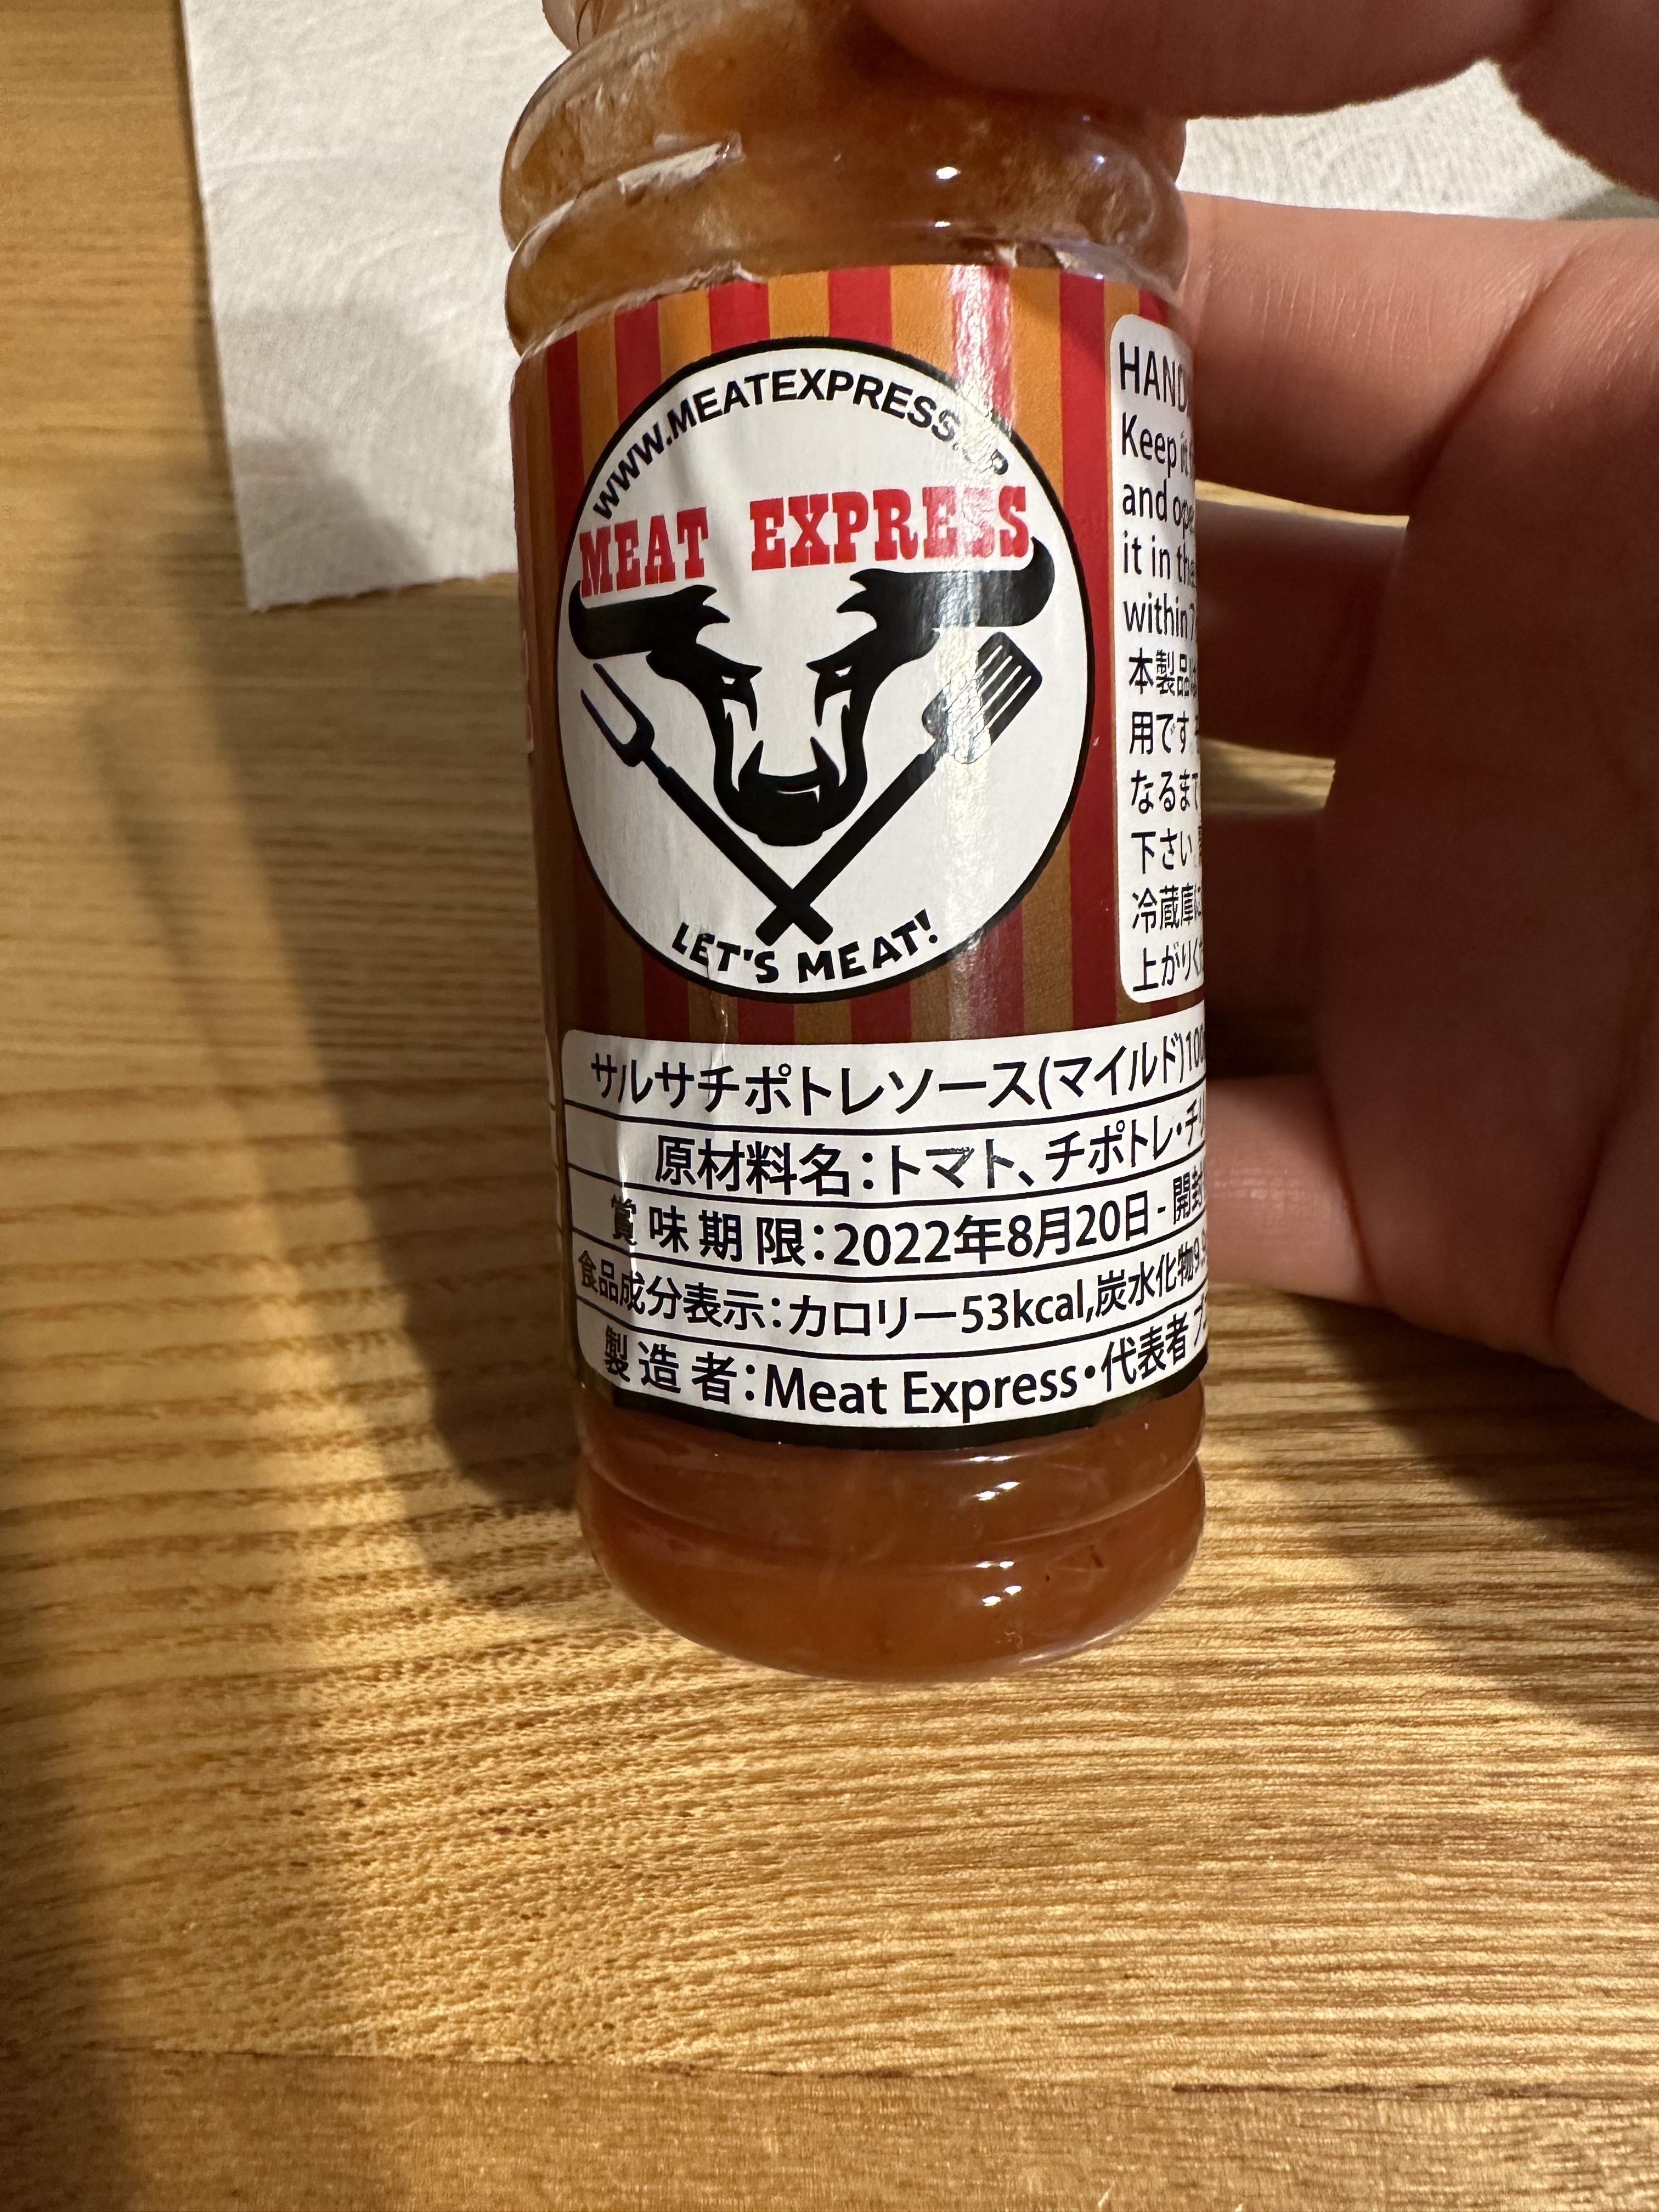 WWW.MEATEXPRESS.JP
MEAT EXPRESS
LET'S MEAT!
サルサチポトレソース(マイルド)
原材料名：トマト、チポトレ・
賞味期限：2022年8月20日 -
食品成分表示：カロリー53kcal,炭水化物
製造者：Meat Express・代表者
Keep
and
it in
within
本製品
用です
なるまで
下さい
冷蔵庫
上がり